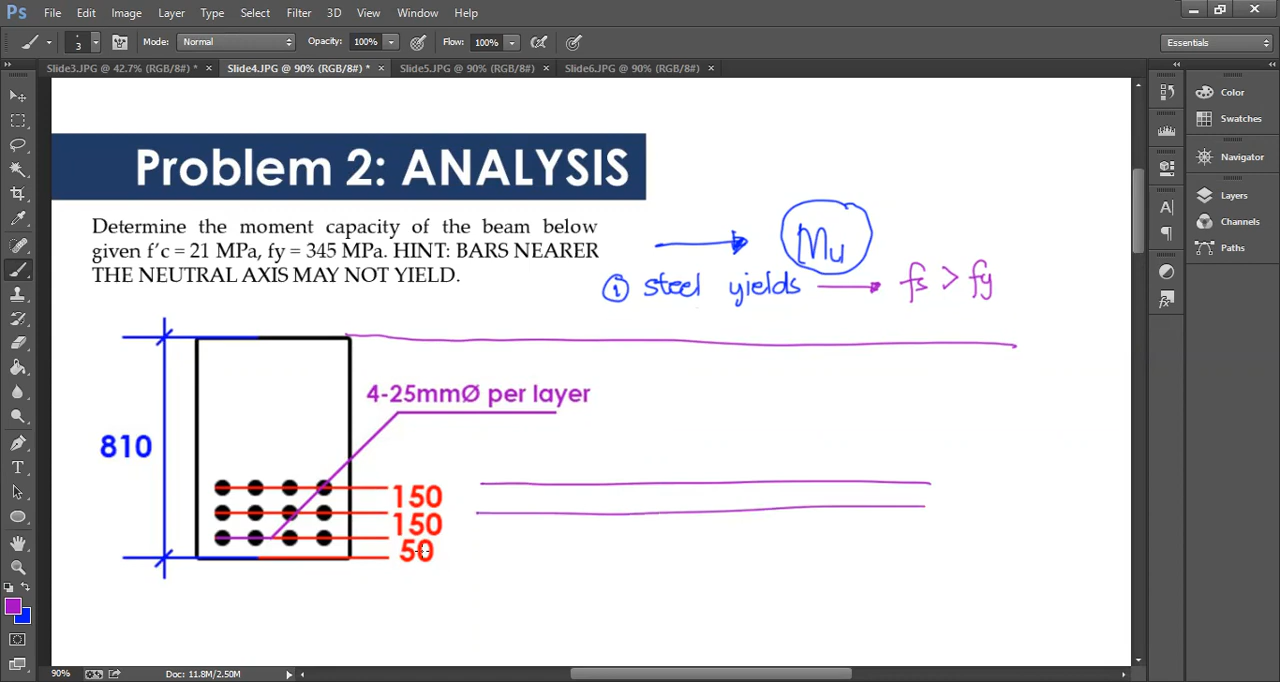 Ps File Edit Image Layer Type Select Filter 3D View Window Help
3 Mode: Normal Opacity: 100% Flow: 100% Essentials
Slide3.JPG @ 42.7% (RGB/8#) * × Slide4.JPG @ 90% (RGB/8#) * × Slide5.JPG @ 90% (RGB/8#) × Slide6.JPG @ 90% (RGB/8#) ×
Color
Swatches
Navigator
Layers
Channels
Paths
Problem 2: ANALYSIS
Determine the moment capacity of the beam below
given f'c = 21 MPa, fy = 345 MPa. HINT: BARS NEARER
THE NEUTRAL AXIS MAY NOT YIELD.
Mu
① steel yields → fs > fy
4-25mmØ per layer
810
150
150
50
90% Doc: 11.8M/2.50M